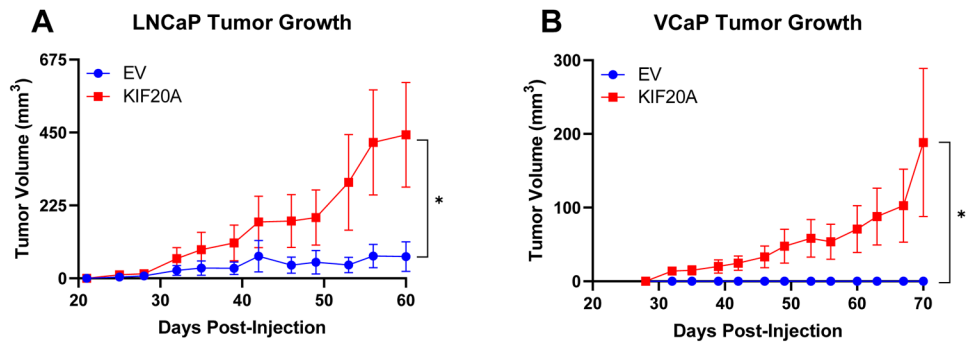 A
LNCaP Tumor Growth
675
450
225
0
Tumor Volume (mm³)
EV
KIF20A
*
20 30 40 50 60
Days Post-Injection
B
VCaP Tumor Growth
300
200
100
0
Tumor Volume (mm³)
EV
KIF20A
*
20 30 40 50 60 70
Days Post-Injection